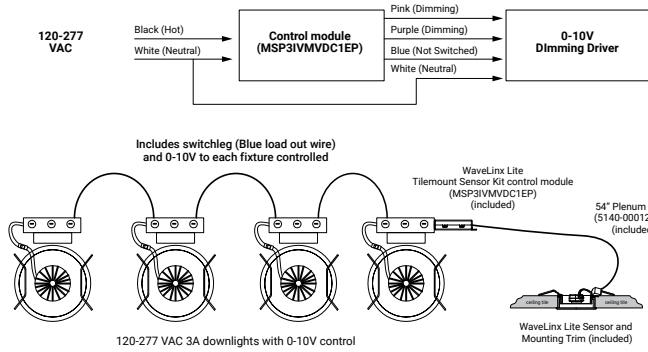 120-277
VAC
Black (Hot)
White (Neutral)
Control module
(MSP3IVMVDC1EP)
Pink (Dimming)
Purple (Dimming)
Blue (Not Switched)
White (Neutral)
0-10V
DImming Driver
Includes switchleg (Blue load out wire)
and 0-10V to each fixture controlled
WaveLinx Lite
Tilemount Sensor Kit control module
(MSP3IVMVDC1EP)
(included)
54" Plenum
(5140-00012
(include
ceiling tile
ceiling tile
WaveLinx Lite Sensor and
Mounting Trim (included)
120-277 VAC 3A downlights with 0-10V control